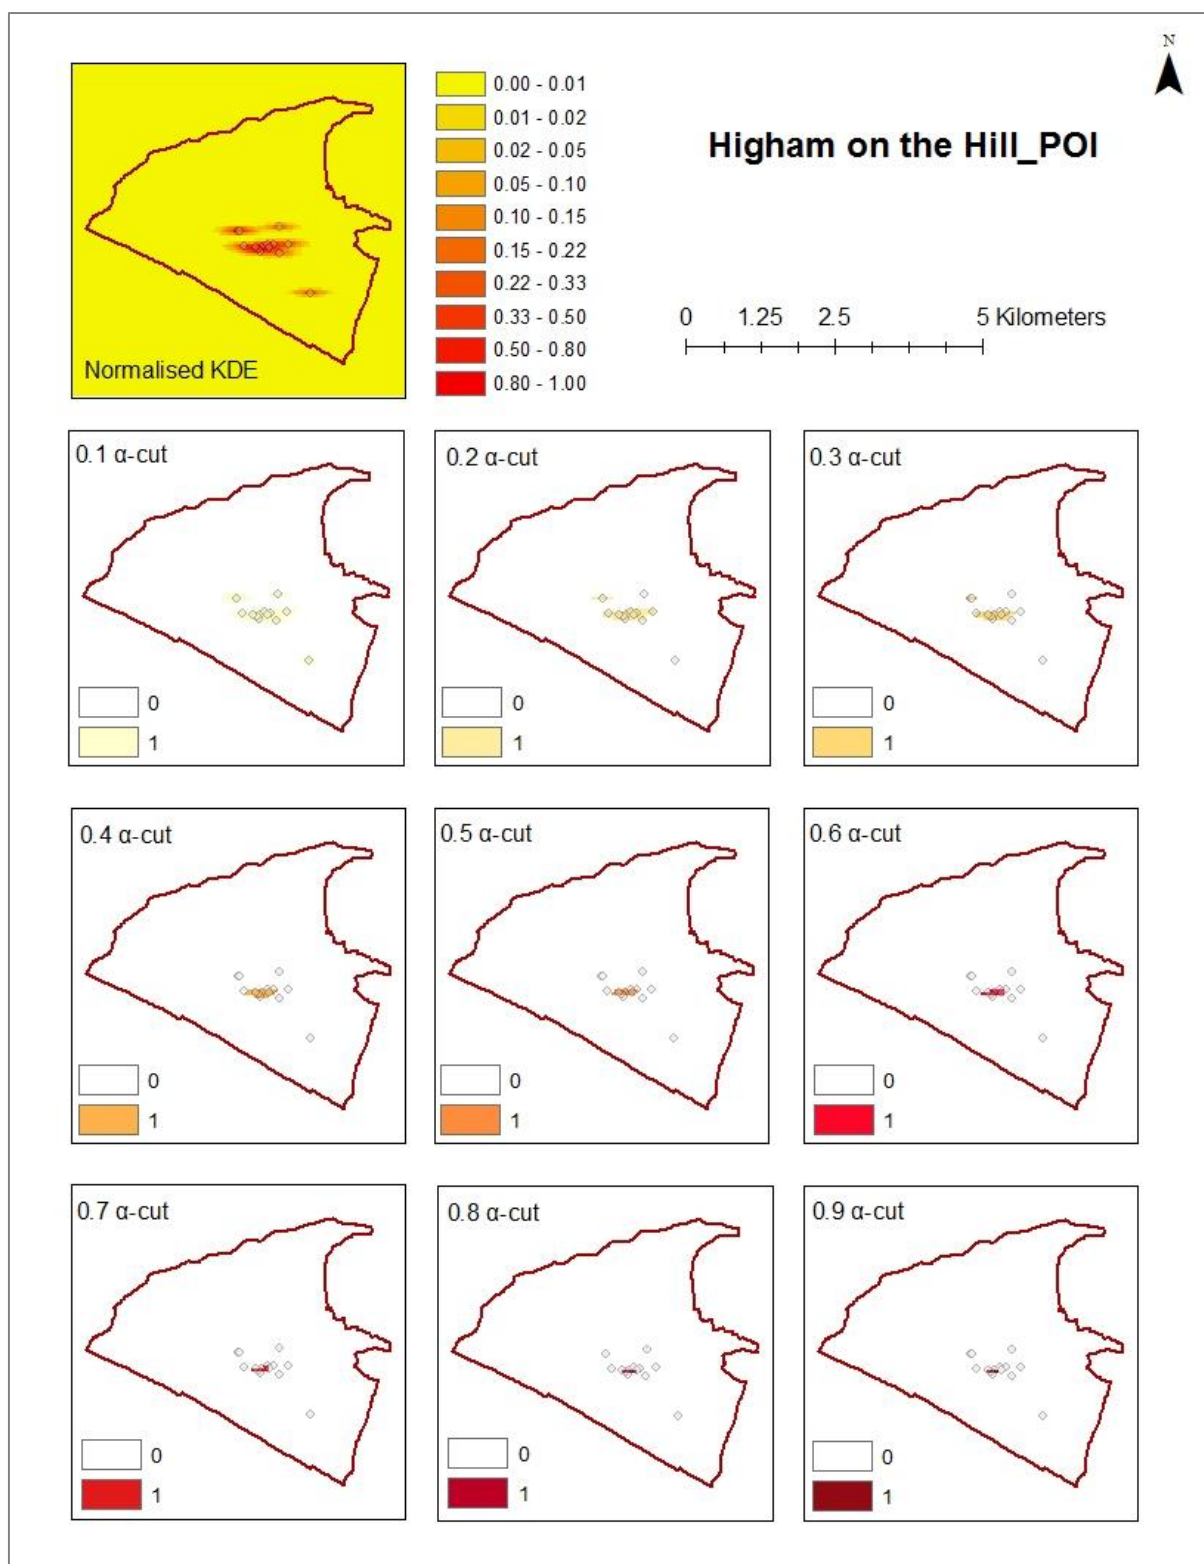 N
Higham on the Hill_POI
0.00 - 0.01
0.01 - 0.02
0.02 - 0.05
0.05 - 0.10
0.10 - 0.15
0.15 - 0.22
0.22 - 0.33
0.33 - 0.50
0.50 - 0.80
0.80 - 1.00
Normalised KDE
0 1.25 2.5 5 Kilometers
0.1 α-cut
0
1
0.2 α-cut
0
1
0.3 α-cut
0
1
0.4 α-cut
0
1
0.5 α-cut
0
1
0.6 α-cut
0
1
0.7 α-cut
0
1
0.8 α-cut
0
1
0.9 α-cut
0
1